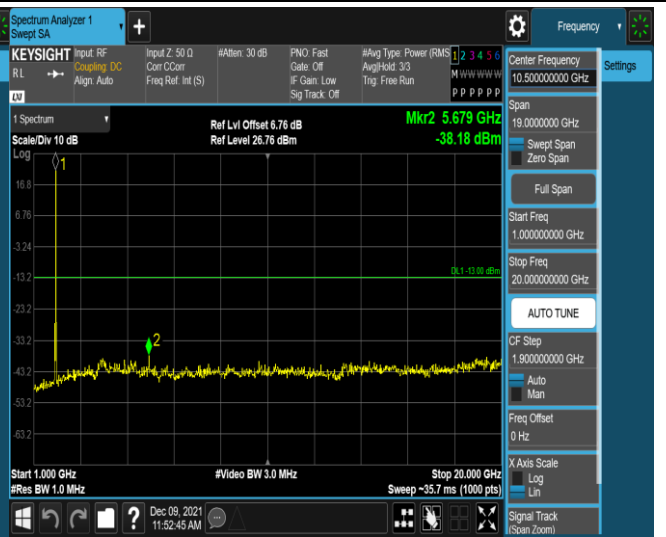 Spectrum Analyzer 1
Swept SA
+
Frequency
KEYSIGHT
RL
LXI
Input: RF
Coupling: DC
Align: Auto
Input Z: 50 Ω
Corr CCorr
Freq Ref: Int (S)
#Atten: 30 dB
PNO: Fast
Gate: Off
IF Gain: Low
Sig Track: Off
#Avg Type: Power (RMS
Avg|Hold: 3/3
Trig: Free Run
1 2 3 4 5 6
M W W W W W
P P P P P P
Center Frequency
10.500000000 GHz
Settings
Span
19.0000000 GHz
Swept Span
Zero Span
Full Span
Start Freq
1.000000000 GHz
Stop Freq
20.000000000 GHz
AUTO TUNE
CF Step
1.900000000 GHz
Auto
Man
Freq Offset
0 Hz
X Axis Scale
Log
Lin
Signal Track
(Span Zoom)
1 Spectrum
Scale/Div 10 dB
Ref Lvl Offset 6.76 dB
Ref Level 26.76 dBm
Mkr2 5.679 GHz
-38.18 dBm
Log
1
16.8
6.76
-3.24
DL1 -13.00 dBm
-13.2
-23.2
-33.2
2
-43.2
-53.2
-63.2
Start 1.000 GHz
#Video BW 3.0 MHz
Stop 20.000 GHz
#Res BW 1.0 MHz
Sweep ~35.7 ms (1000 pts)
?
Dec 09, 2021
11:52:45 AM